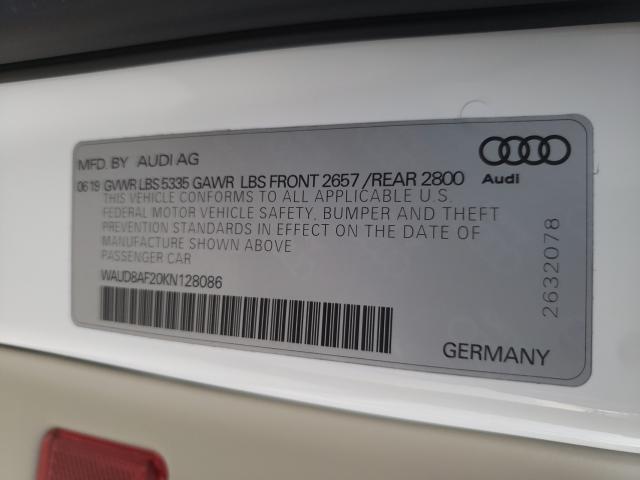 MFD. BY AUDI AG
06 19 GVWR LBS 5335 GAWR LBS FRONT 2657 /REAR 2800
THIS VEHICLE CONFORMS TO ALL APPLICABLE U.S.
FEDERAL MOTOR VEHICLE SAFETY, BUMPER AND THEFT
PREVENTION STANDARDS IN EFFECT ON THE DATE OF
MANUFACTURE SHOWN ABOVE
PASSENGER CAR
WAUD8AF20KN128086
Audi
2632078
GERMANY